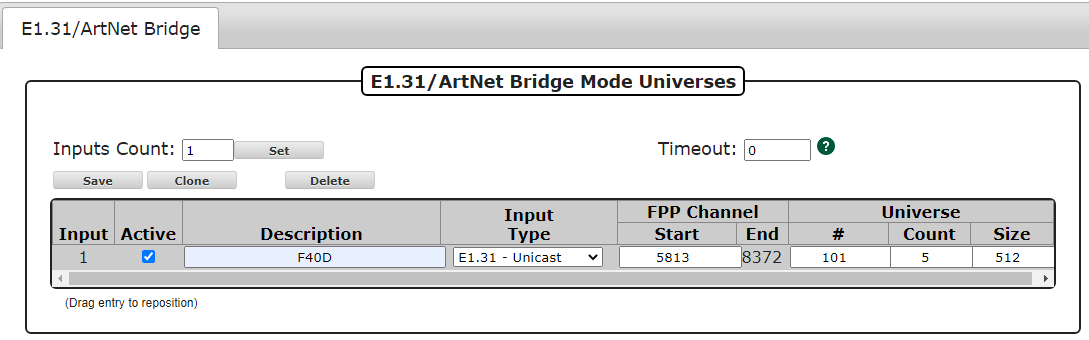 E1.31/ArtNet Bridge
E1.31/ArtNet Bridge Mode Universes
Inputs Count: 1 Set Timeout: 0 ?
Save Clone Delete
Input Active Description Input Type FPP Channel Start End Universe # Count Size
1 F40D E1.31 - Unicast 5813 8372 101 5 512
(Drag entry to reposition)